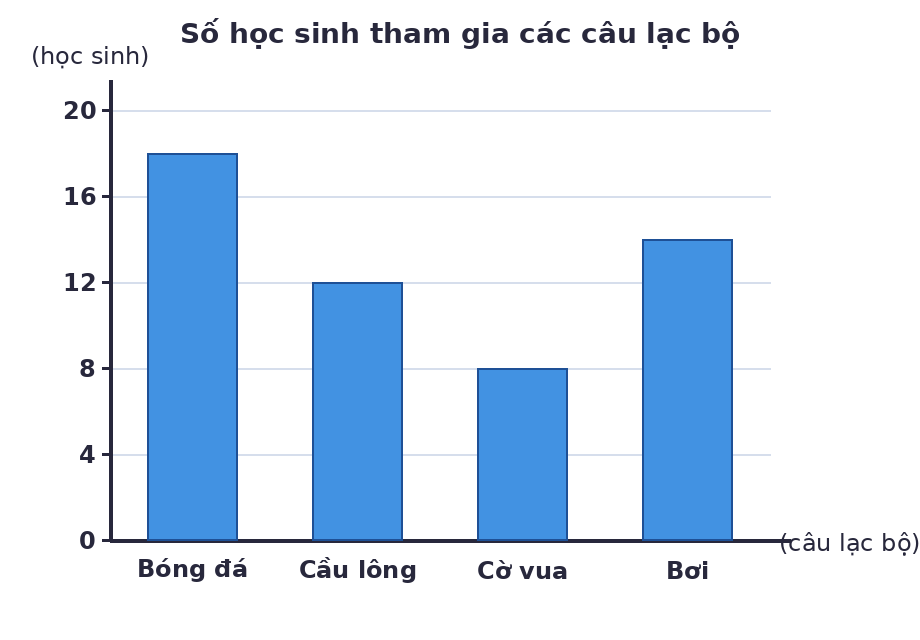 Số học sinh tham gia các câu lạc bộ
(học sinh)
20
16
12
8
4
0
Bóng đá Cầu lông Cờ vua Bơi
(câu lạc bộ)